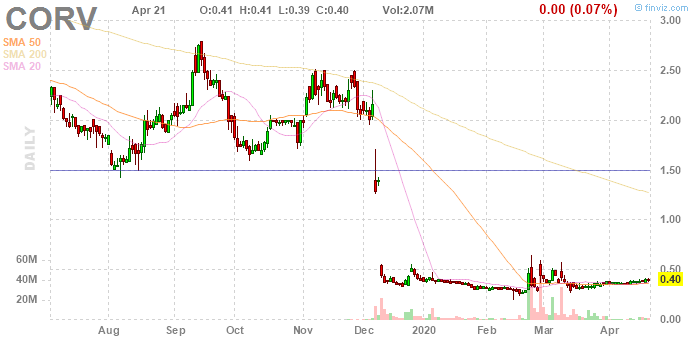 CORV Apr 21 O:0.41 H:0.41 L:0.39 C:0.40 Vol:2.07M 0.00 (0.07%) © finviz.com
SMA 50
SMA 200
SMA 20
DAILY
3.00
2.50
2.00
1.50
1.00
0.50
0.40
0.00
60M
40M
20M
Aug Sep Oct Nov Dec 2020 Feb Mar Apr